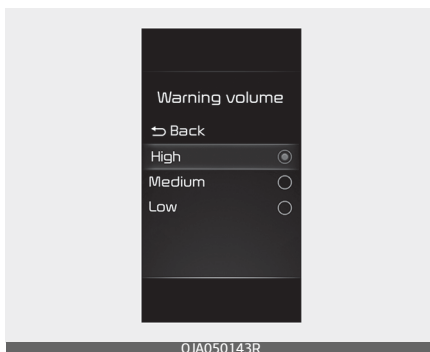 Warning volume
Back
High
Medium
Low
OJA050143R